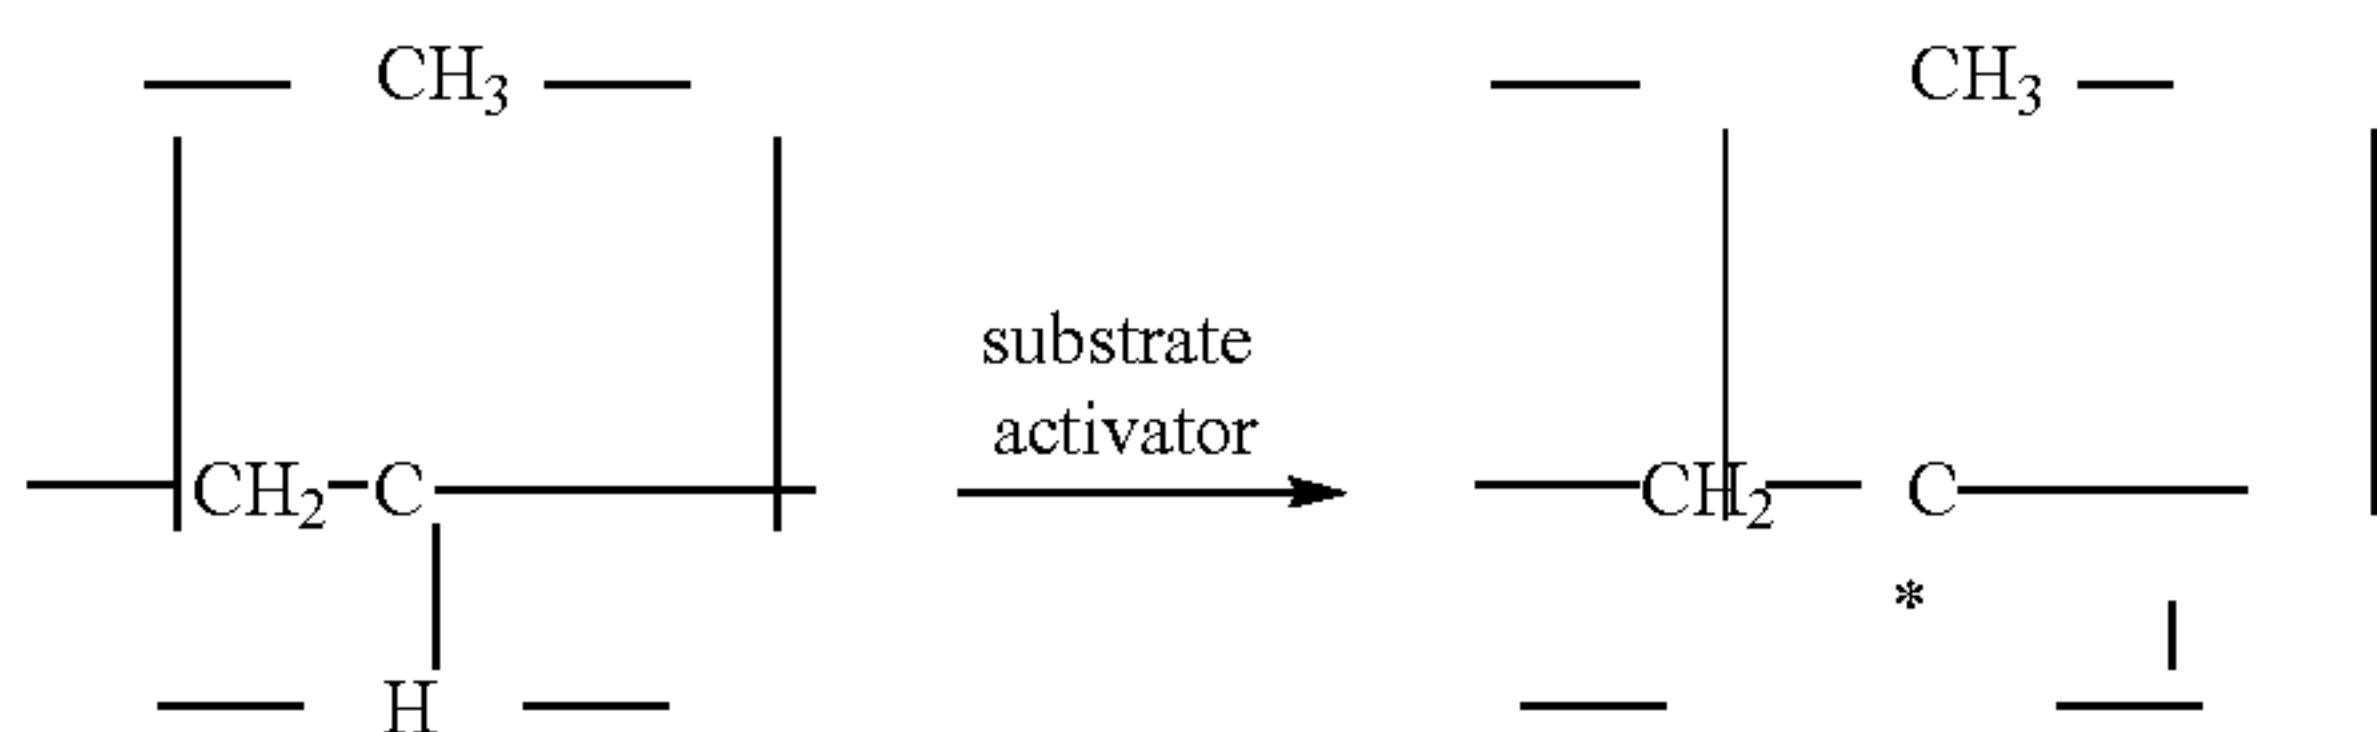 CH₃ CH₃
substrate
activator
CH₂ C CH₂ C
*
H